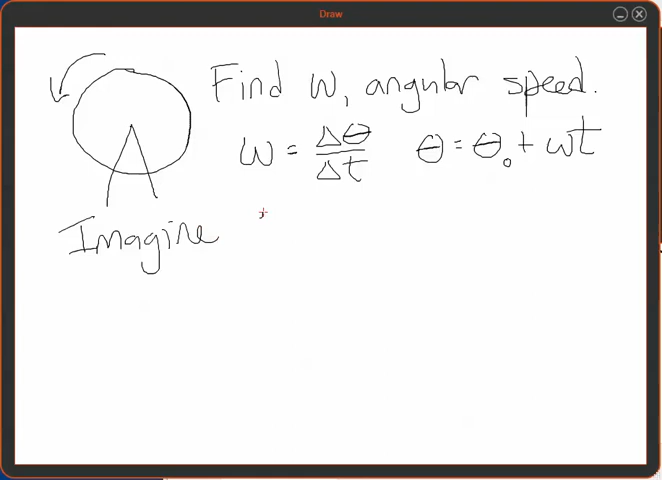 Draw
Find ω, angular speed.
ω = Δθ/Δt   θ = θ₀ + ωt
Imagine